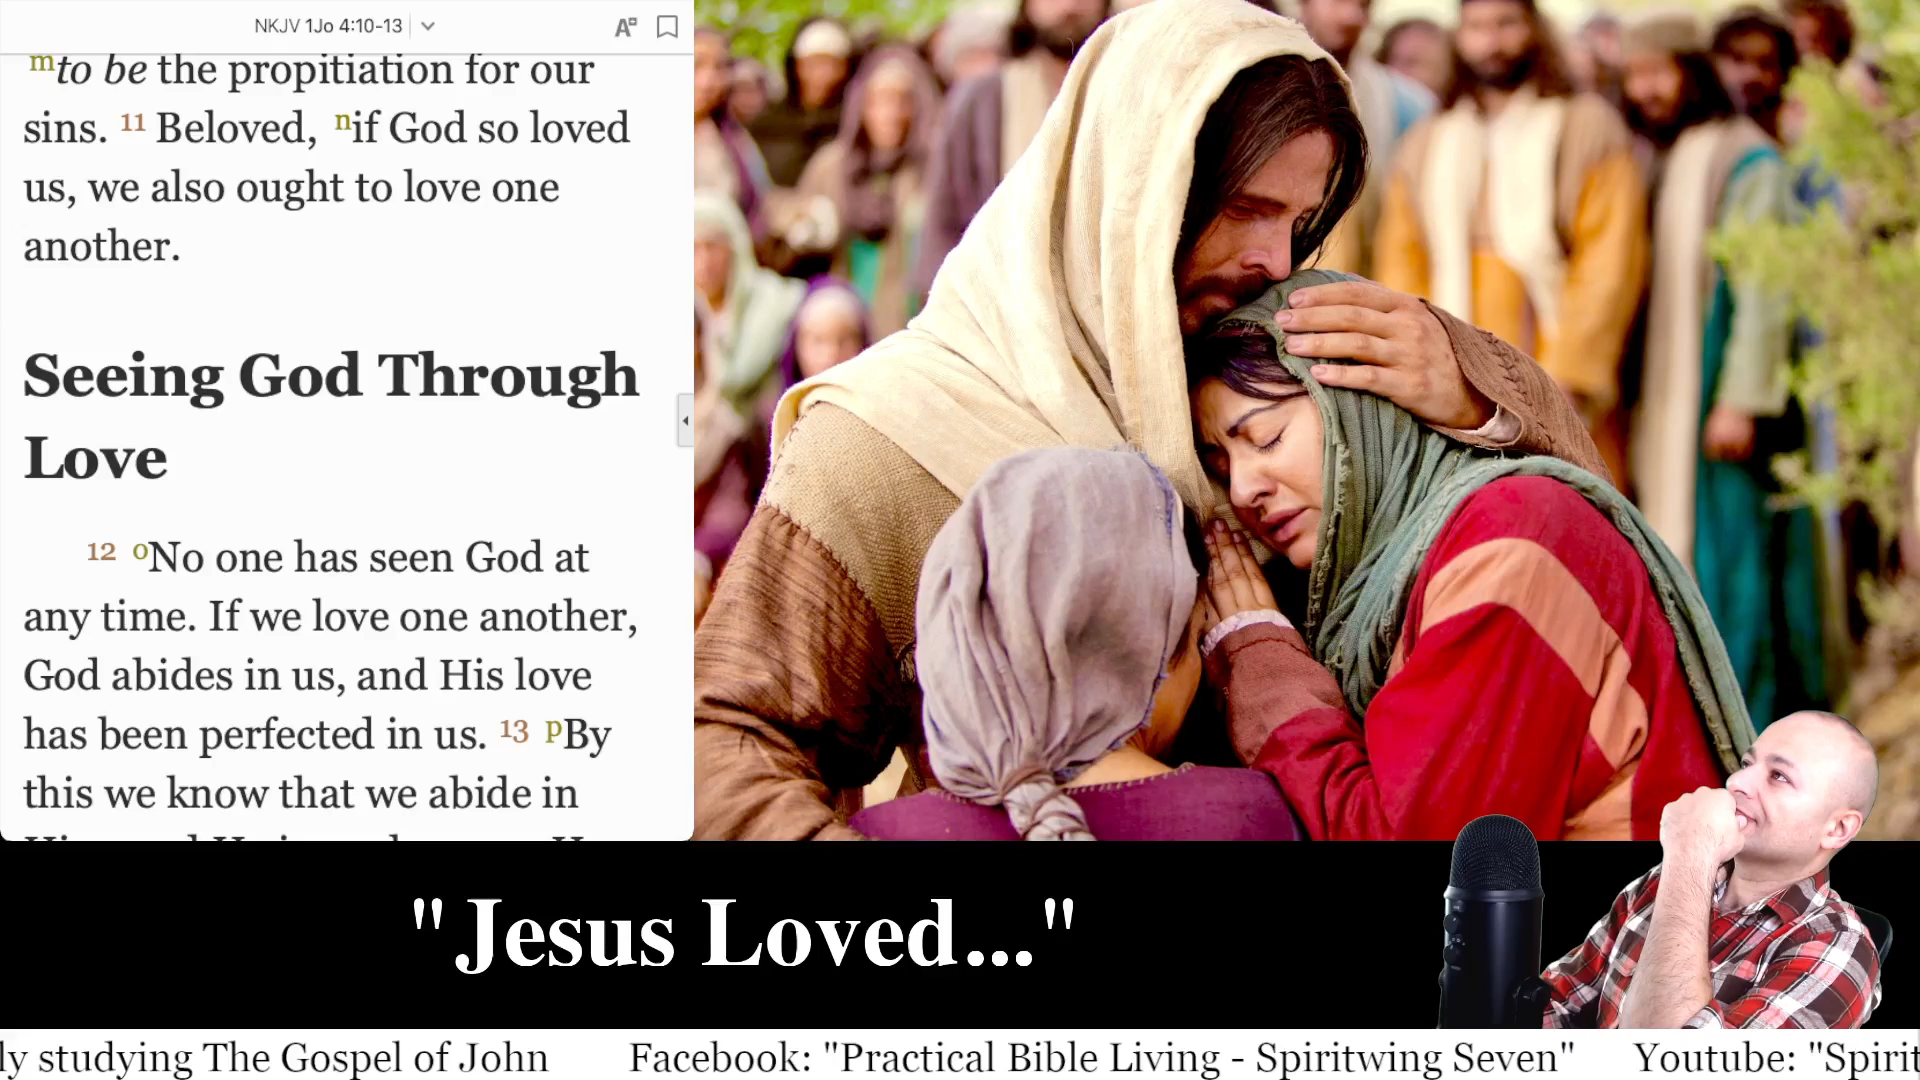 NKJV 1Jo 4:10-13
m to be the propitiation for our
sins. 11 Beloved, n if God so loved
us, we also ought to love one
another.
Seeing God Through
Love
12 o No one has seen God at
any time. If we love one another,
God abides in us, and His love
has been perfected in us. 13 p By
this we know that we abide in
"Jesus Loved..."
ly studying The Gospel of John Facebook: "Practical Bible Living - Spiritwing Seven" Youtube: "Spirit